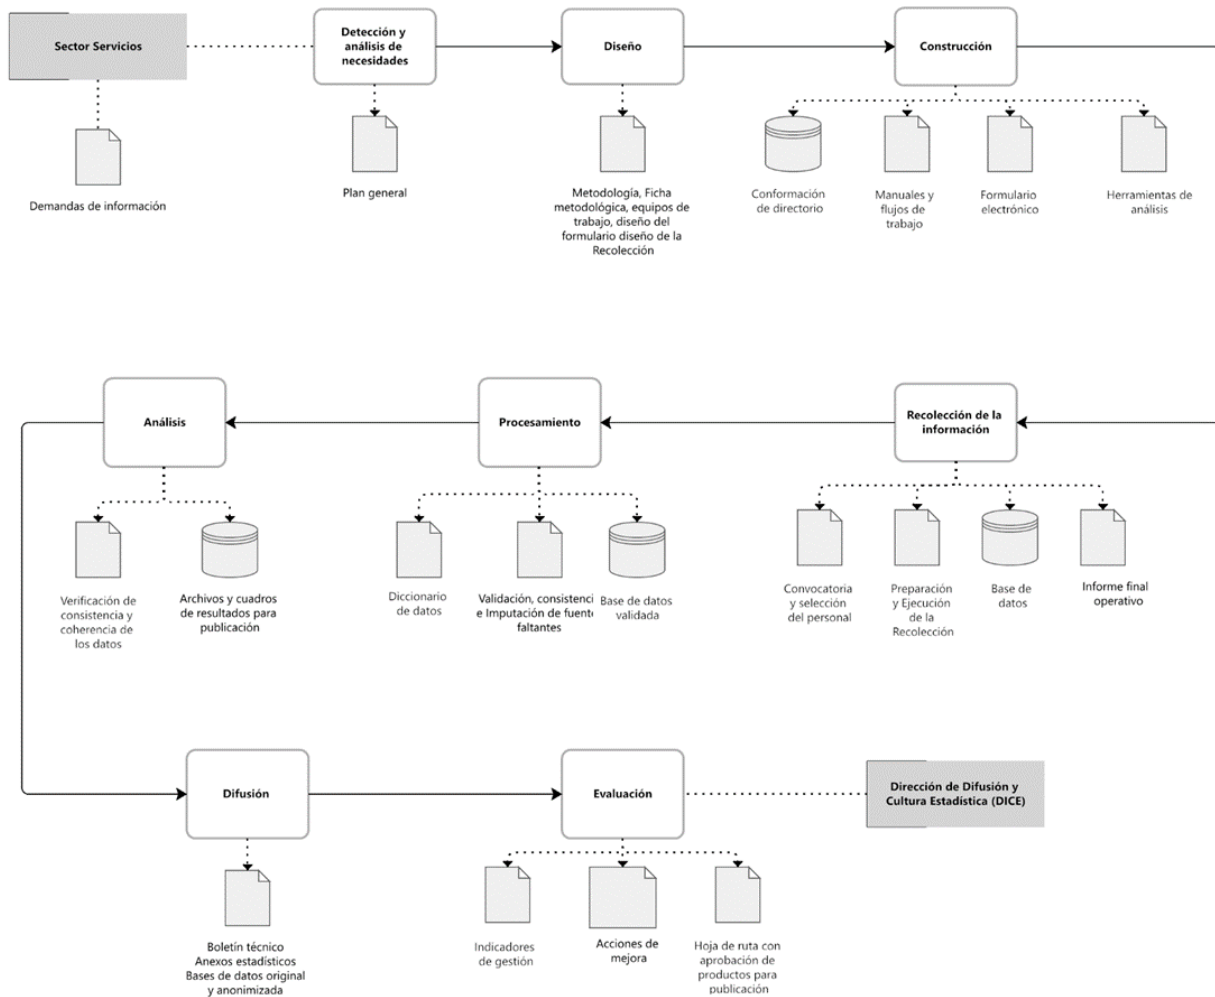 Sector Servicios
Demandas de información
Detección y
análisis de
necesidades
Plan general
Diseño
Metodología, Ficha
metodológica, equipos de
trabajo, diseño del
formulario diseño de la
Recolección
Construcción
Conformación
de directorio
Manuales y
flujos de
trabajo
Formulario
electrónico
Herramientas de
análisis
Recolección de la
información
Convocatoria
y selección
del personal
Preparación
y Ejecución
de la
Recolección
Base de
datos
Informe final
operativo
Procesamiento
Diccionario
de datos
Validación, consistenci
e Imputación de fuent
faltantes
Base de datos
validada
Análisis
Verificación de
consistencia y
coherencia de
los datos
Archivos y cuadros
de resultados para
publicación
Difusión
Boletín técnico
Anexos estadísticos
Bases de datos original
y anonimizada
Evaluación
Indicadores
de gestión
Acciones de
mejora
Hoja de ruta con
aprobación de
productos para
publicación
Dirección de Difusión y
Cultura Estadística (DICE)